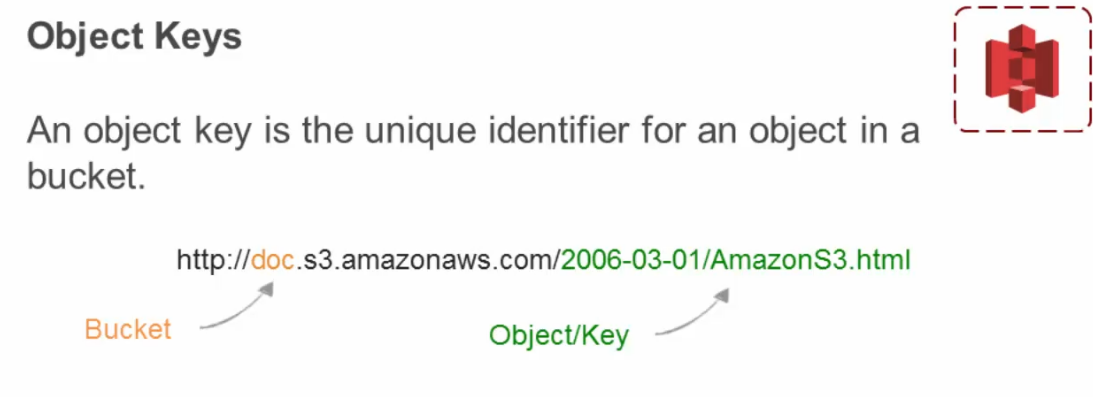 Object Keys
An object key is the unique identifier for an object in a
bucket.
http://doc.s3.amazonaws.com/2006-03-01/AmazonS3.html
Bucket
Object/Key